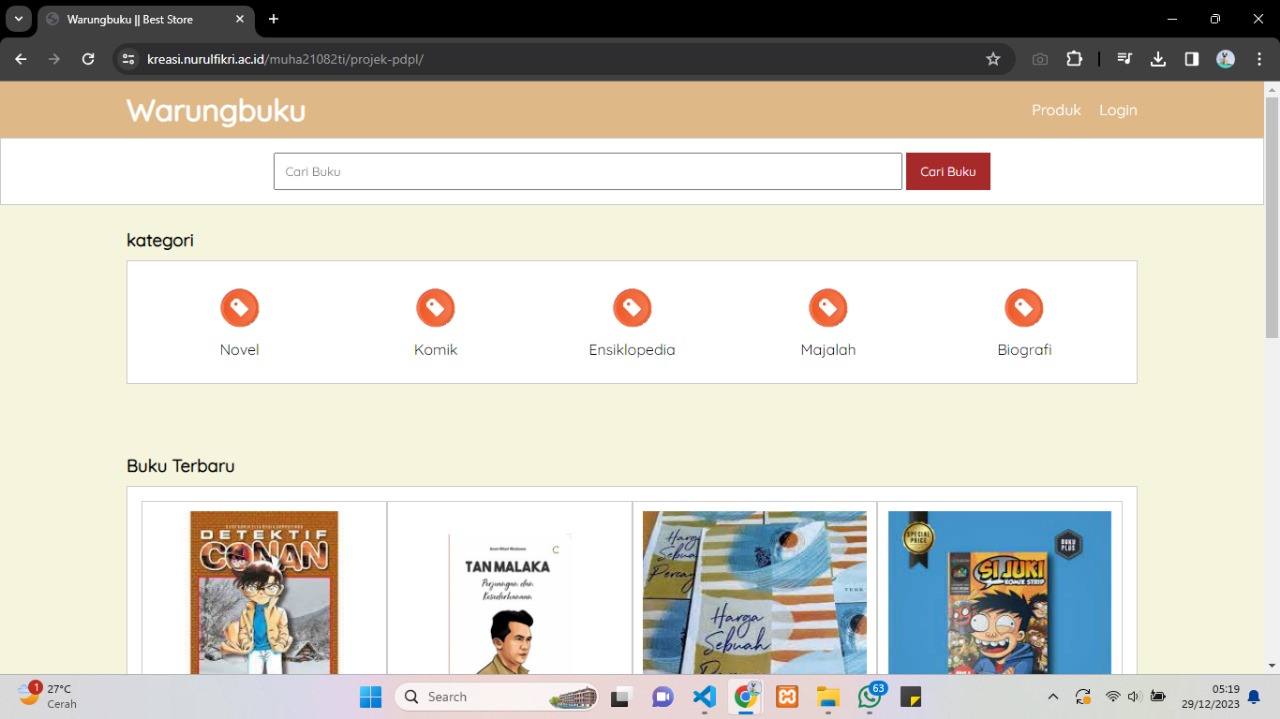 Warungbuku || Best Store
kreasi.nurulfikri.ac.id/muha21082ti/projek-pdpl/
Warungbuku
Produk
Login
Cari Buku
Cari Buku
kategori
Novel
Komik
Ensiklopedia
Majalah
Biografi
Buku Terbaru
DETEKTIF
CONAN
TAN MALAKA
Perjuangan dan
Kesederhanaan
Harga
Sebuah
Percaya
Harga
Sebuah
SPECIAL
PRICE
BUKU
PLUS
SI JUKI
KOMIK STRIP
1
27°C
Cerah
Search
63
05:19
29/12/2023